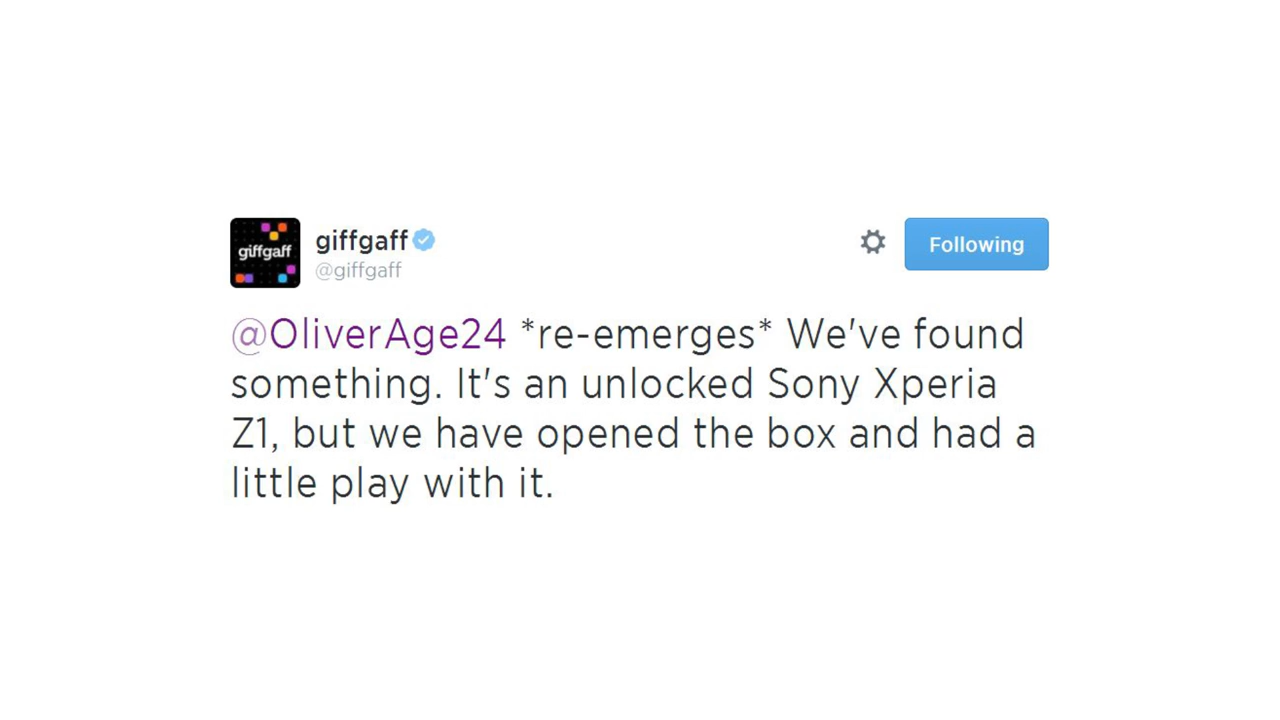 giffgaff
giffgaff
@giffgaff
Following
@OliverAge24 *re-emerges* We've found
something. It's an unlocked Sony Xperia
Z1, but we have opened the box and had a
little play with it.